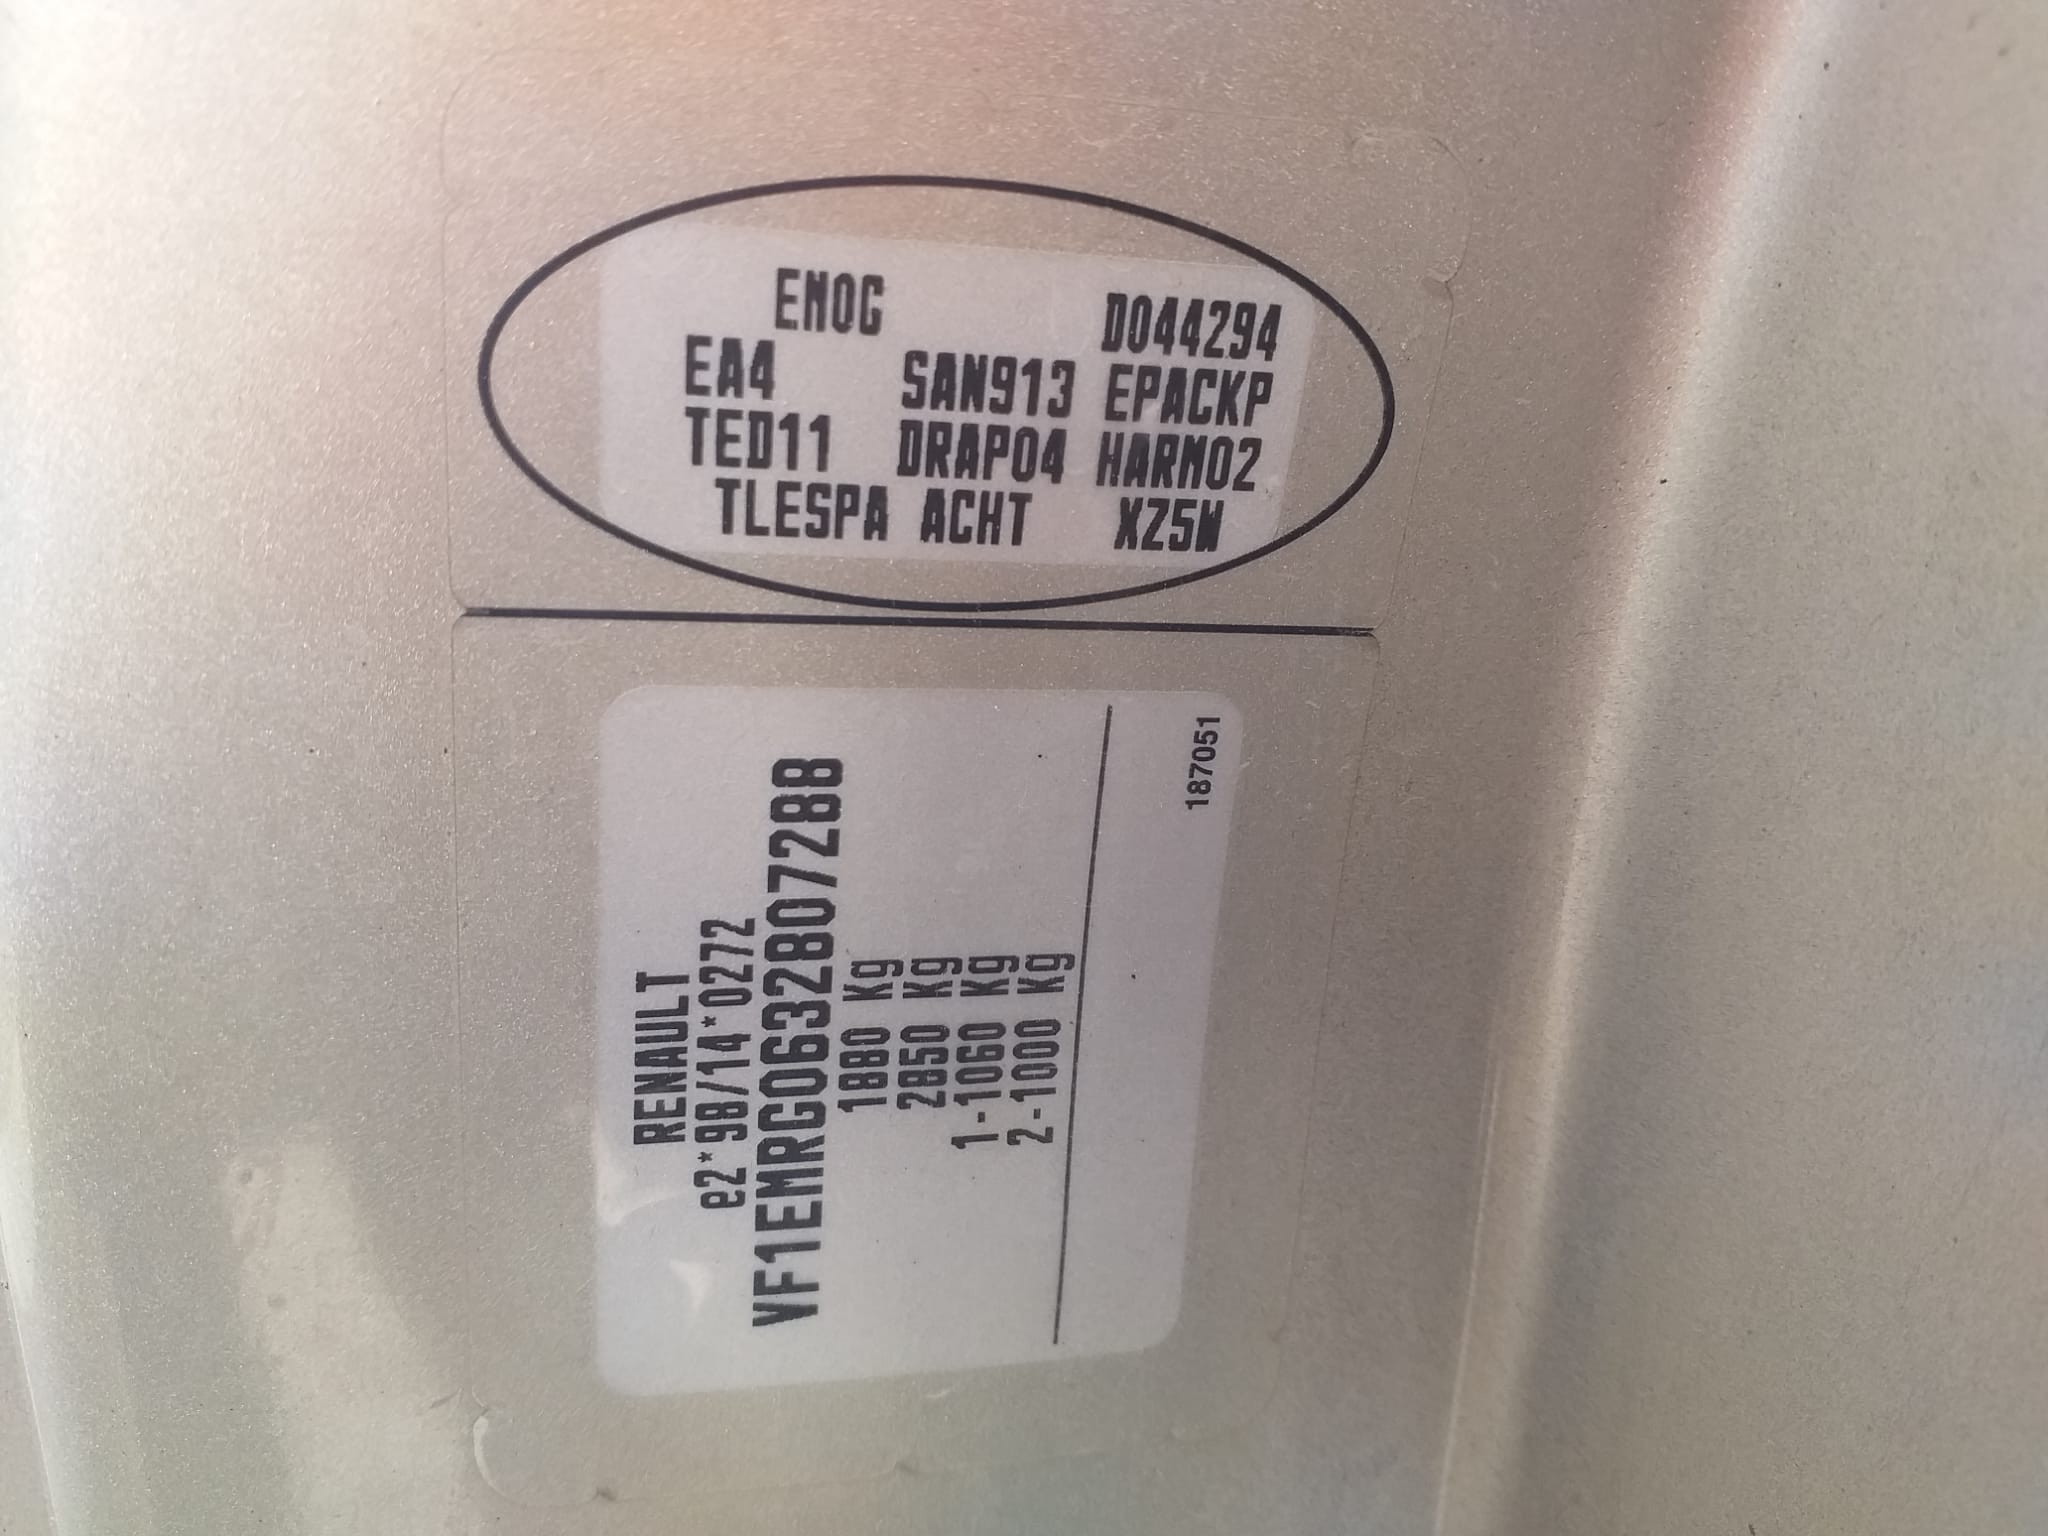 EM0G D044294
EA4 SAN913 EPACKP
TED11 DRAP04 HARM02
TLESPA ACHT XZ5W
RENAULT
e2*98/14*0272
VF1EMRG0632807288
1880 Kg
2850 Kg
1-1060 Kg
2-1000 Kg
187051